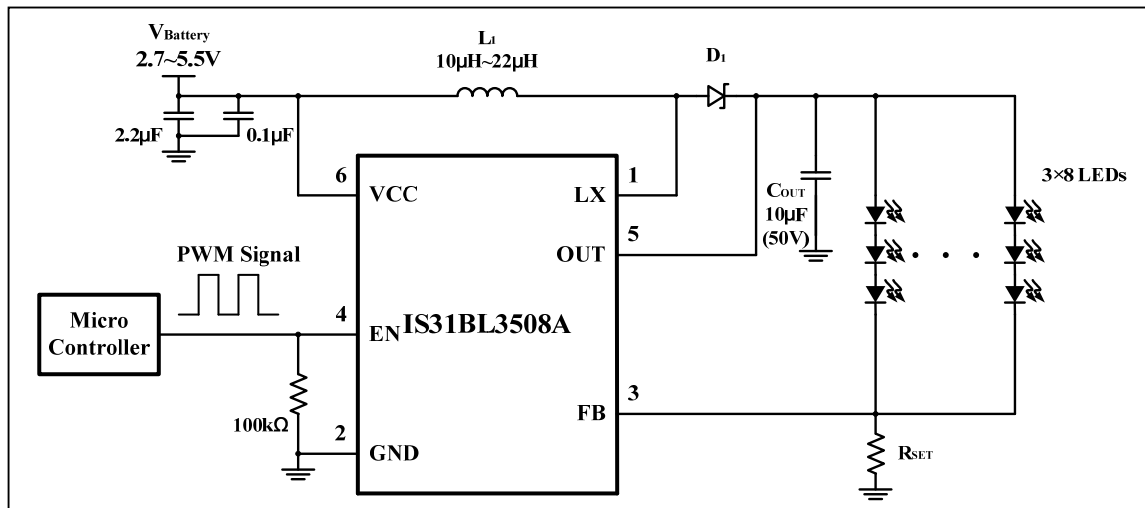 VBattery
2.7~5.5V
L1
10µH~22µH
D1
2.2µF
0.1µF
6
VCC
1
LX
COUT
10µF
(50V)
3×8 LEDs
5
OUT
PWM Signal
Micro
Controller
4
EN
IS31BL3508A
3
FB
100kΩ
2
GND
RSET